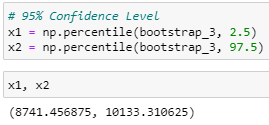 # 95% Confidence Level
x1 = np.percentile(bootstrap_3, 2.5)
x2 = np.percentile(bootstrap_3, 97.5)
x1, x2
(8741.456875, 10133.310625)